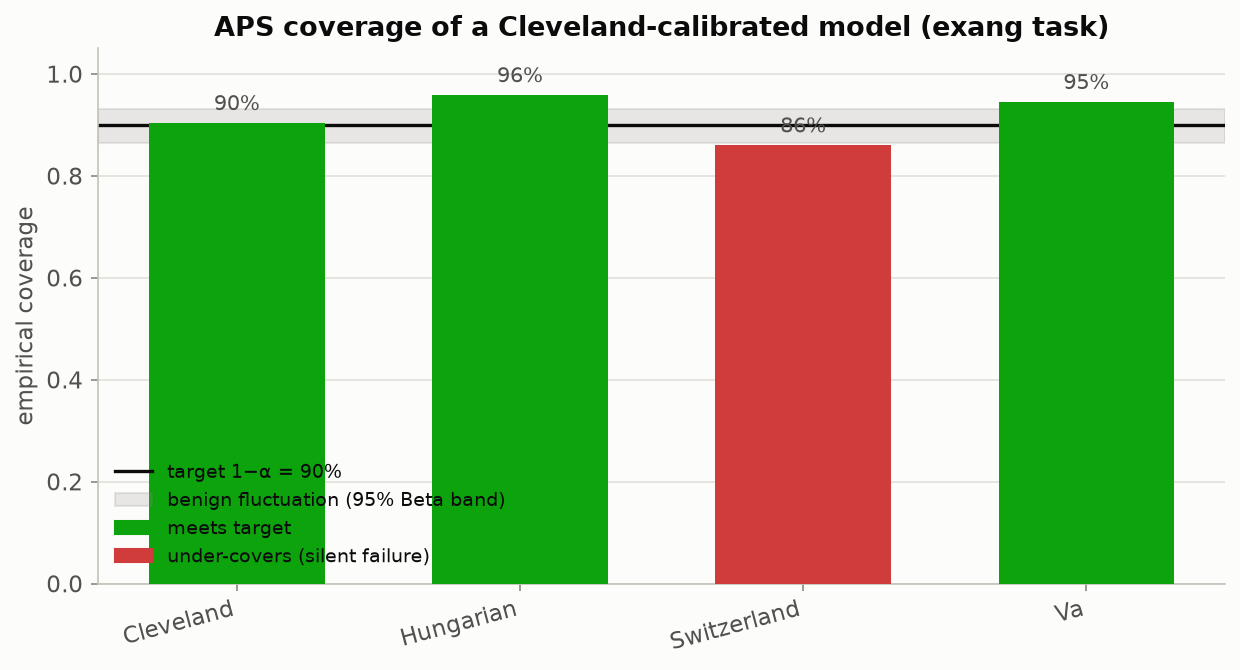 APS coverage of a Cleveland-calibrated model (exang task)
1.0
0.8
0.6
0.4
0.2
0.0
empirical coverage
90%
96%
86%
95%
target 1−α = 90%
benign fluctuation (95% Beta band)
meets target
under-covers (silent failure)
Cleveland
Hungarian
Switzerland
Va